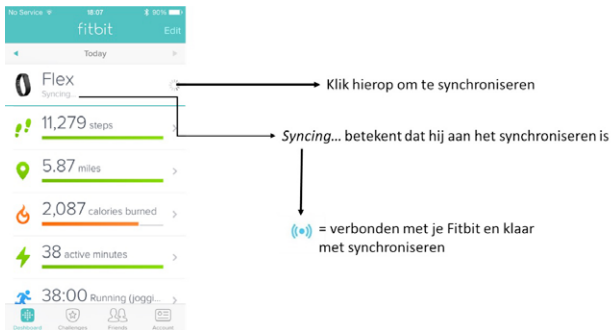 No Service 18:07 80%
fitbit Edit
Today
Flex
Syncing...
11,279 steps
5.87 miles
2,087 calories burned
38 active minutes
38:00 Running (joggi...
Dashboard Challenges Friends Account
Klik hierop om te synchroniseren
Syncing... betekent dat hij aan het synchroniseren is
= verbonden met je Fitbit en klaar
met synchroniseren